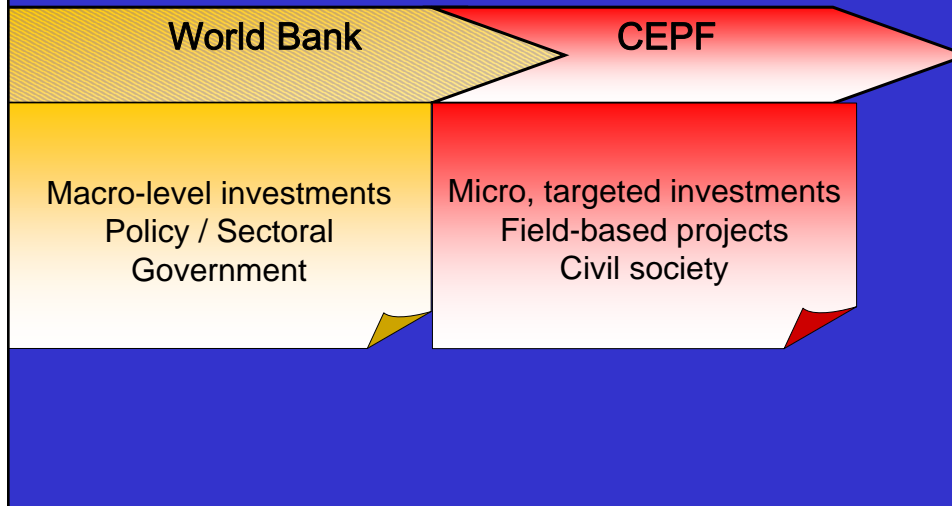 World Bank
CEPF
Macro-level investments
Policy / Sectoral
Government
Micro, targeted investments
Field-based projects
Civil society